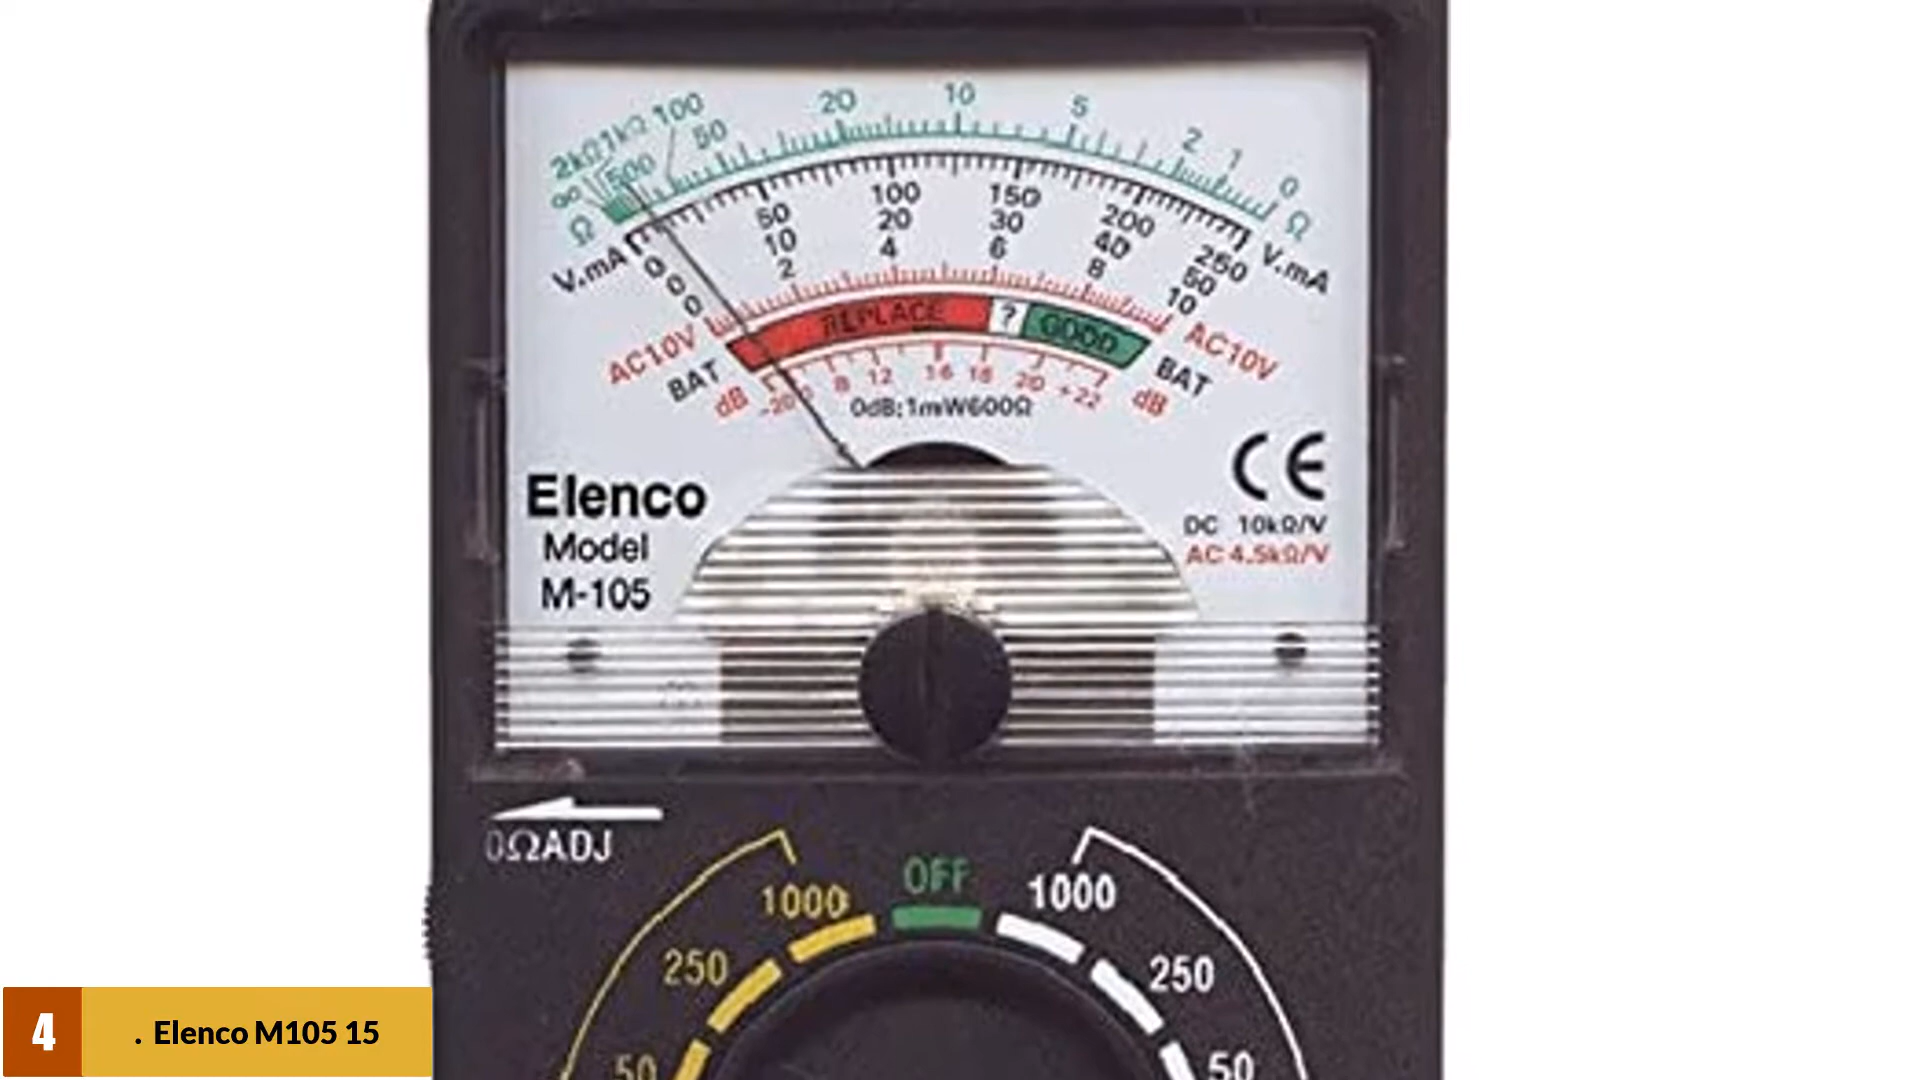 2kΩ 1kΩ 100 50 20 10 5 2 1 0
∞ 500
Ω Ω
V.mA 0 50 100 150 200 250 V.mA
0 10 20 30 40 50
0 2 4 6 8 10
AC10V AC10V
BAT REPLACE ? GOOD BAT
dB -20 0 8 12 16 18 20 +22 dB
0dB:1mW600Ω
CE
Elenco
Model
M-105
DC 10kΩ/V
AC 4.5kΩ/V
0ΩADJ
OFF
1000 1000
250 250
50 50
4 . Elenco M105 15